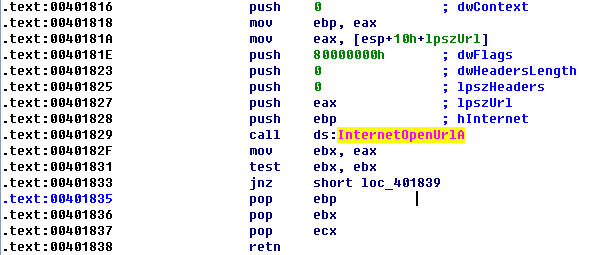 .text:00401816 push 0 ; dwContext
.text:00401818 mov ebp, eax
.text:0040181A mov eax, [esp+10h+lpszUrl]
.text:0040181E push 80000000h ; dwFlags
.text:00401823 push 0 ; dwHeadersLength
.text:00401825 push 0 ; lpszHeaders
.text:00401827 push eax ; lpszUrl
.text:00401828 push ebp ; hInternet
.text:00401829 call ds:InternetOpenUrlA
.text:0040182F mov ebx, eax
.text:00401831 test ebx, ebx
.text:00401833 jnz short loc_401839
.text:00401835 pop ebp
.text:00401836 pop ebx
.text:00401837 pop ecx
.text:00401838 retn